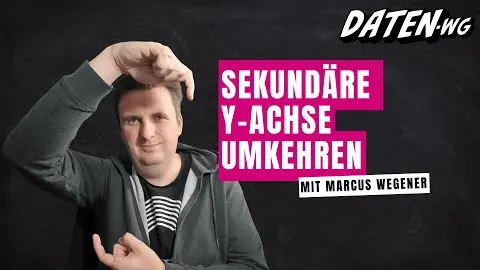 DATEN-WG
SEKUNDÄRE
Y-ACHSE
UMKEHREN
MIT MARCUS WEGENER